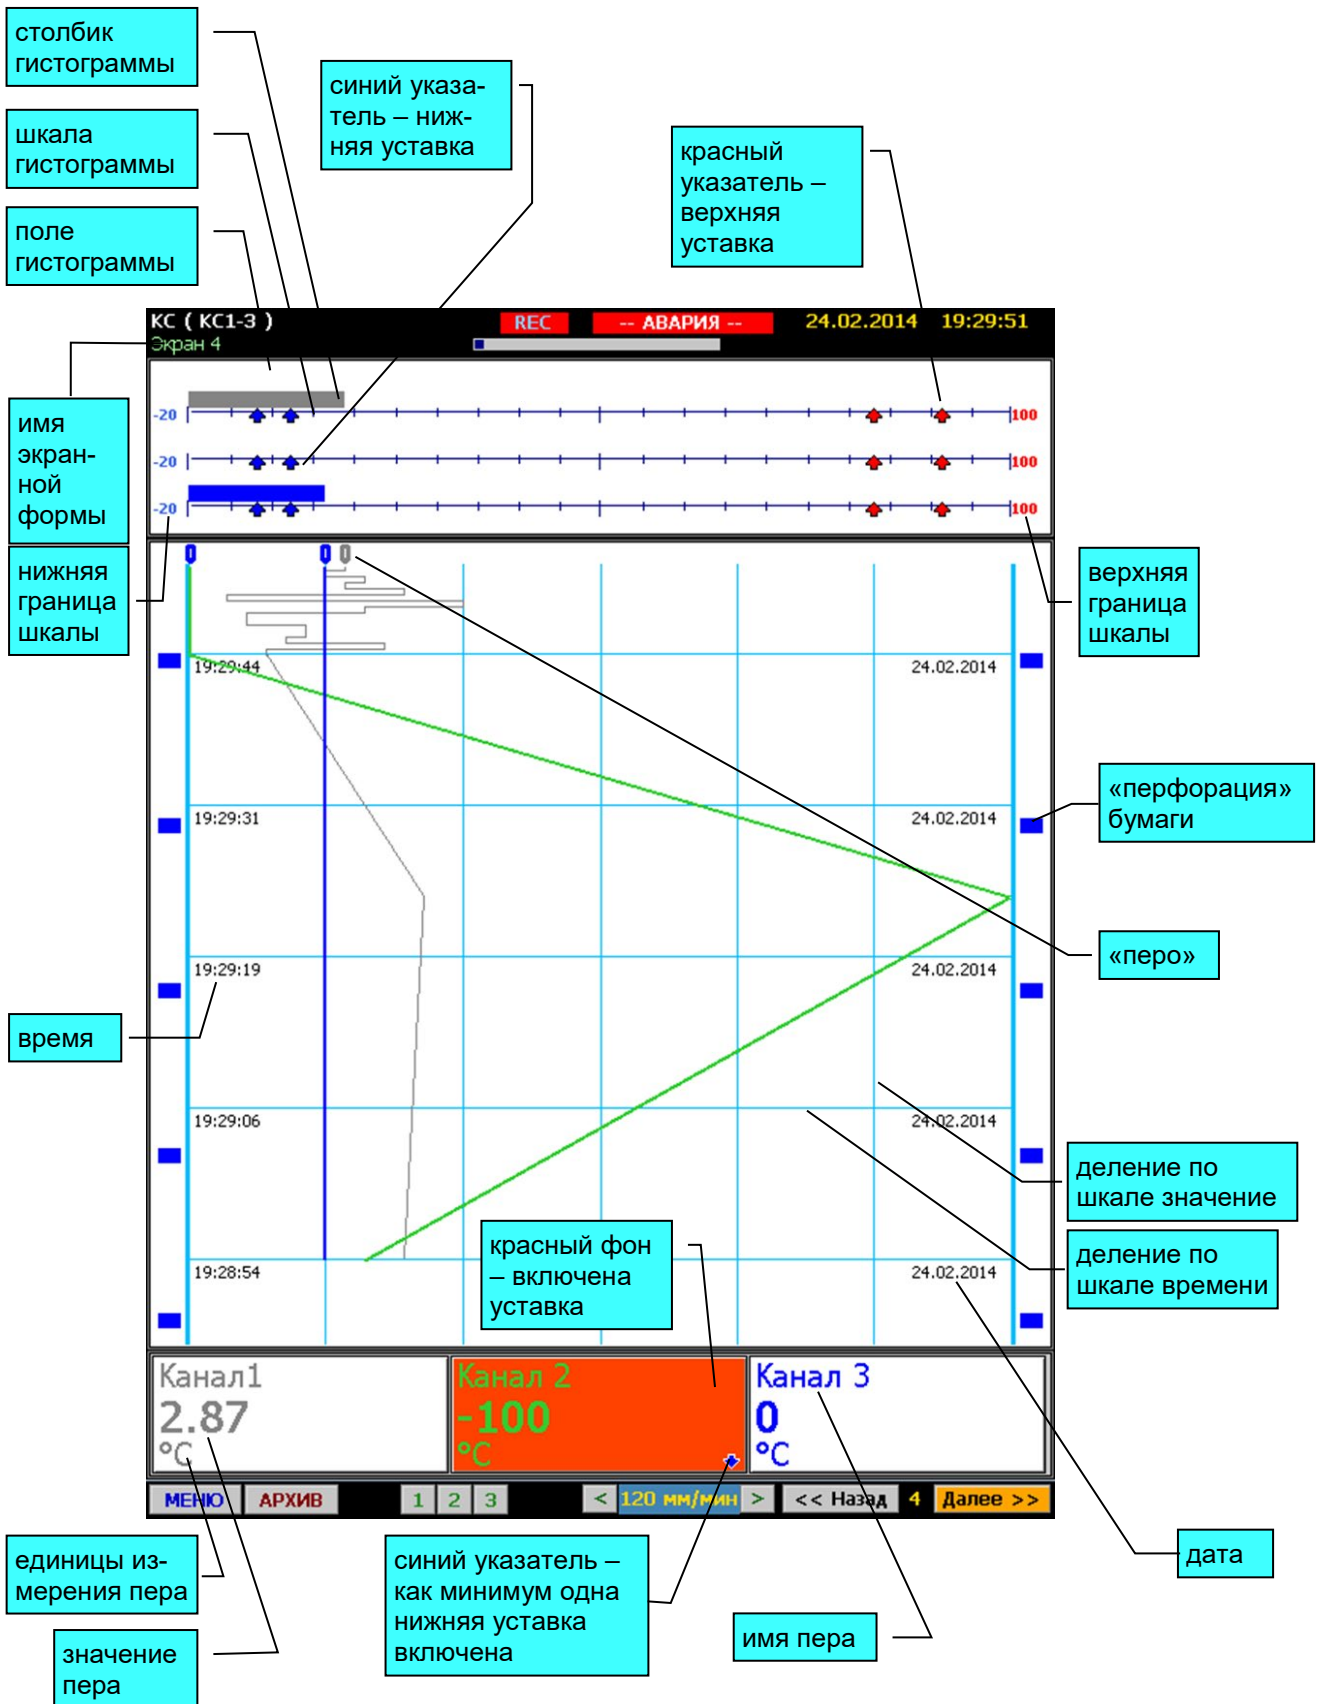 столбик
гистограммы
шкала
гистограммы
поле
гистограммы
синий указа-
тель – ниж-
няя уставка
красный
указатель –
верхняя
уставка
КС ( КС1-3 )
REC
-- АВАРИЯ --
24.02.2014 19:29:51
Экран 4
-20
100
-20
100
-20
100
имя
экран-
ной
формы
нижняя
граница
шкалы
верхняя
граница
шкалы
19:29:44
24.02.2014
19:29:31
24.02.2014
«перфорация»
бумаги
«перо»
19:29:19
24.02.2014
время
19:29:06
24.02.2014
деление по
шкале значение
деление по
шкале времени
красный фон
– включена
уставка
19:28:54
24.02.2014
Канал1
2.87
°C
Канал 2
-100
°C
Канал 3
0
°C
МЕНЮ АРХИВ 1 2 3 < 120 мм/мин > << Назад 4 Далее >>
единицы из-
мерения пера
значение
пера
синий указатель –
как минимум одна
нижняя уставка
включена
имя пера
дата